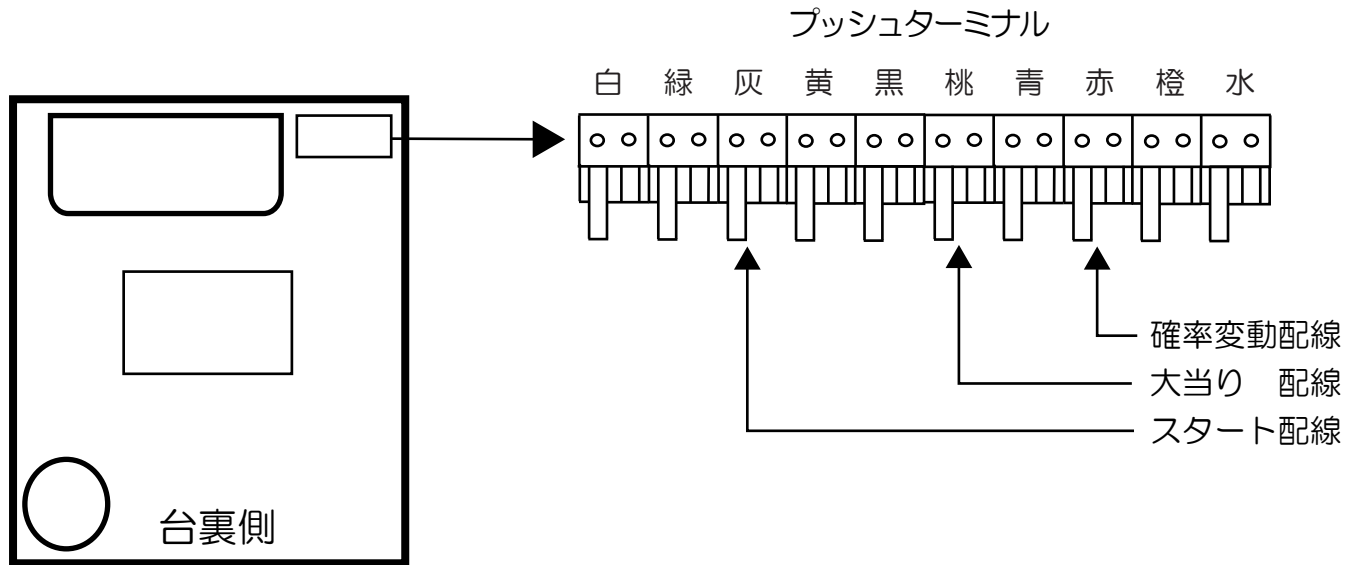 プッシュターミナル
白 緑 灰 黄 黒 桃 青 赤 橙 水
確率変動配線
大当り　配線
スタート配線
台裏側